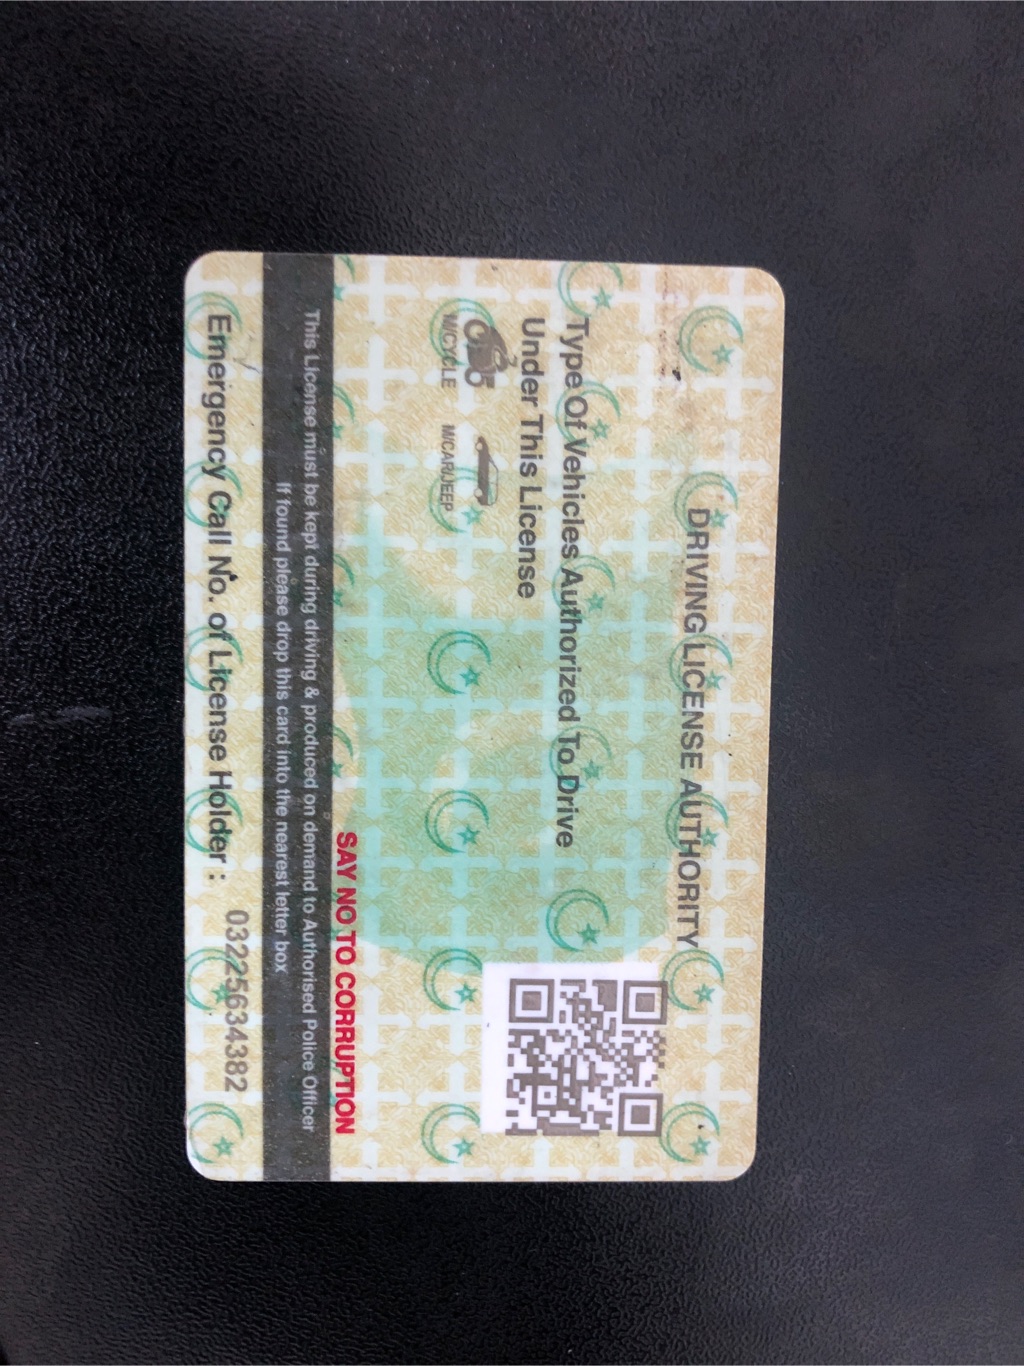 DRIVING LICENSE AUTHORITY
Type Of Vehicles Authorized To Drive
Under This License
M/CYCLE M/CAR/JEEP
SAY NO TO CORRUPTION
This License must be kept during driving & produced on demand to Authorised Police Officer
If found please drop this card into the nearest letter box
Emergency Call No. of License Holder : 03225634382